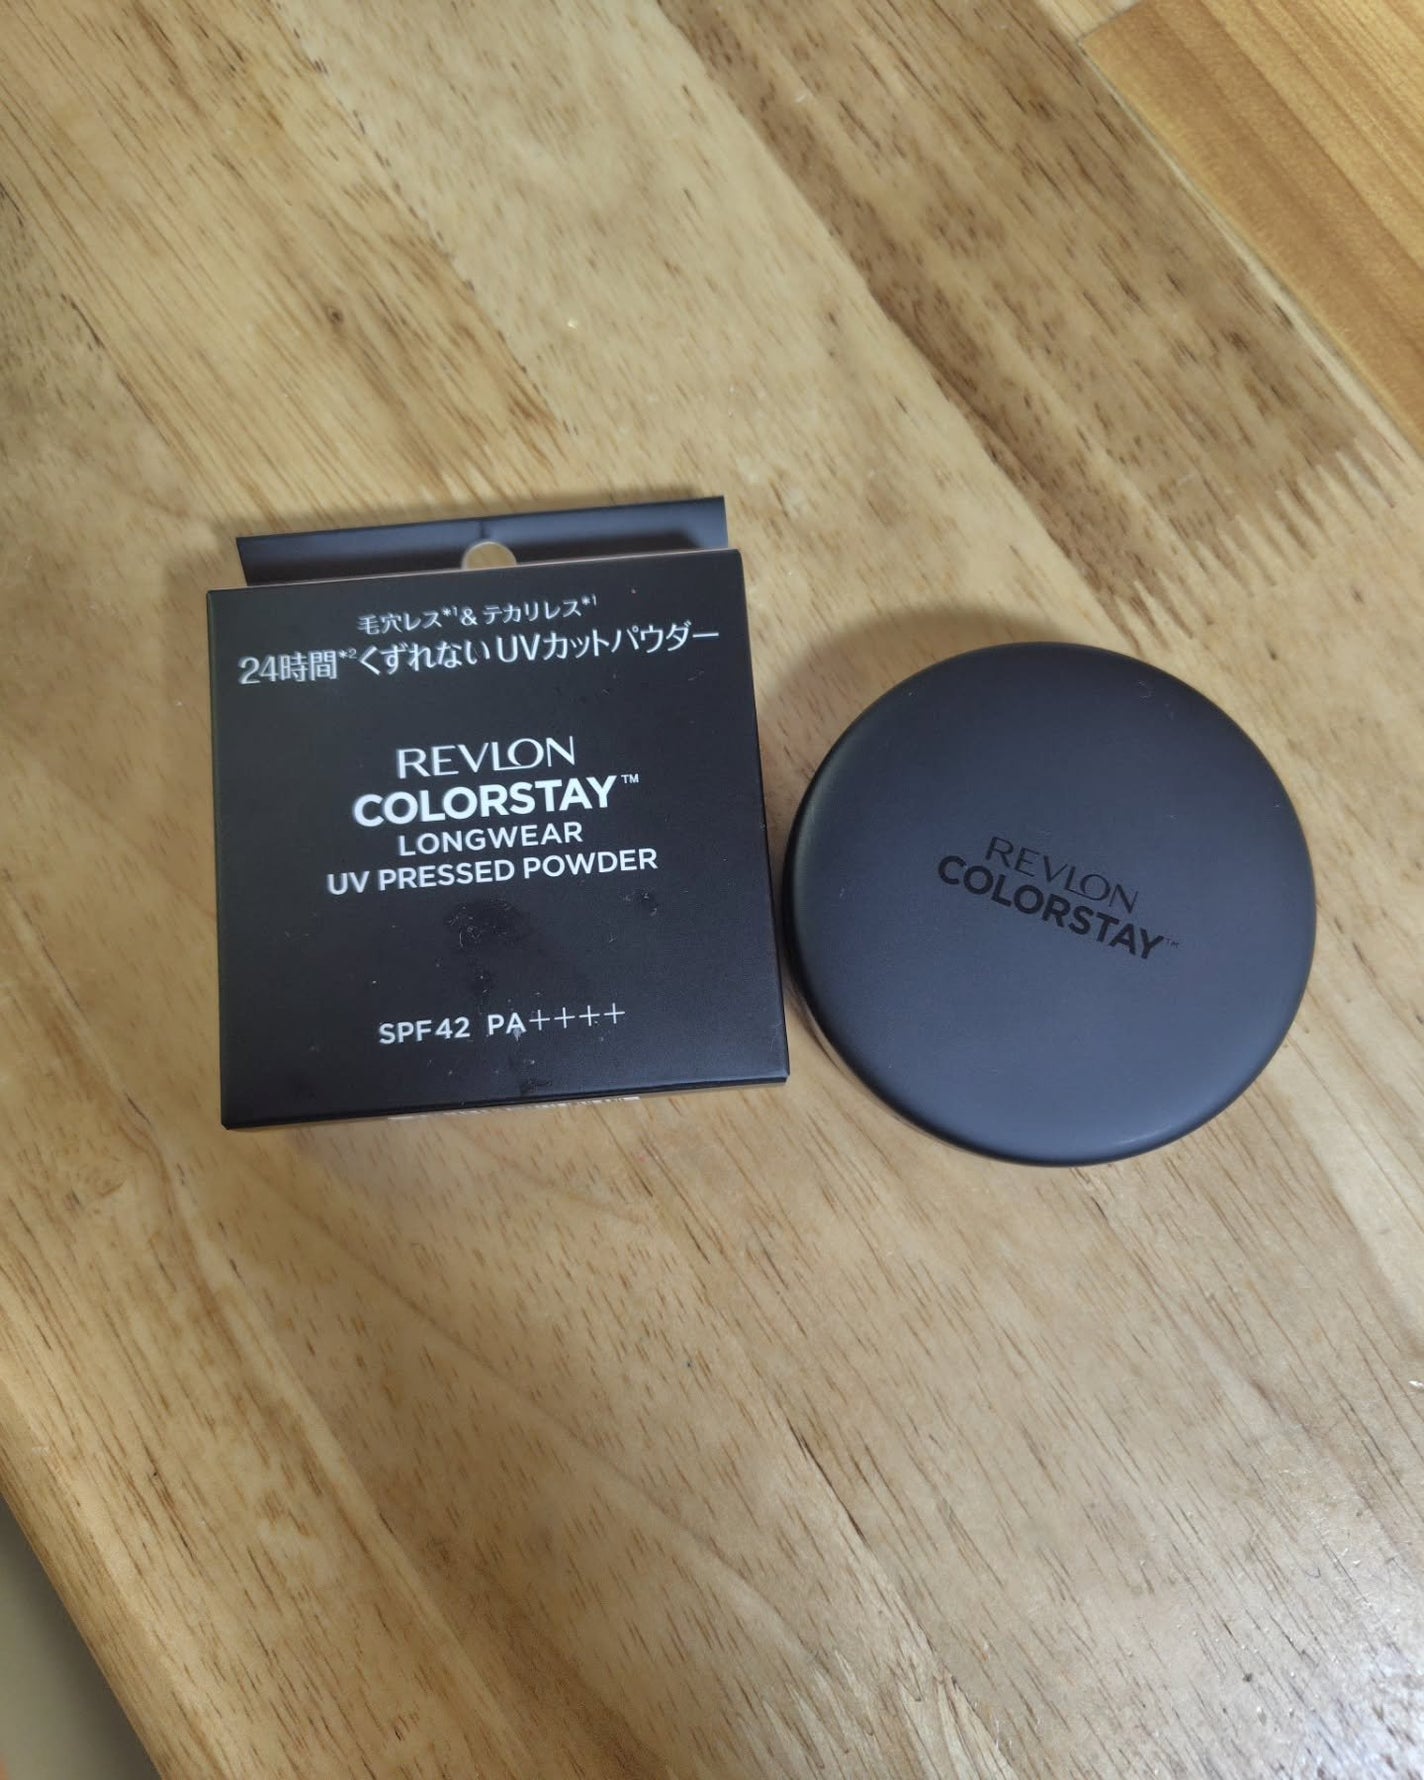 毛穴レス*1 & テカリレス*1
24時間*2くずれない UVカットパウダー
REVLON
COLORSTAY™
LONGWEAR
UV PRESSED POWDER
SPF42 PA++++
REVLON
COLORSTAY™